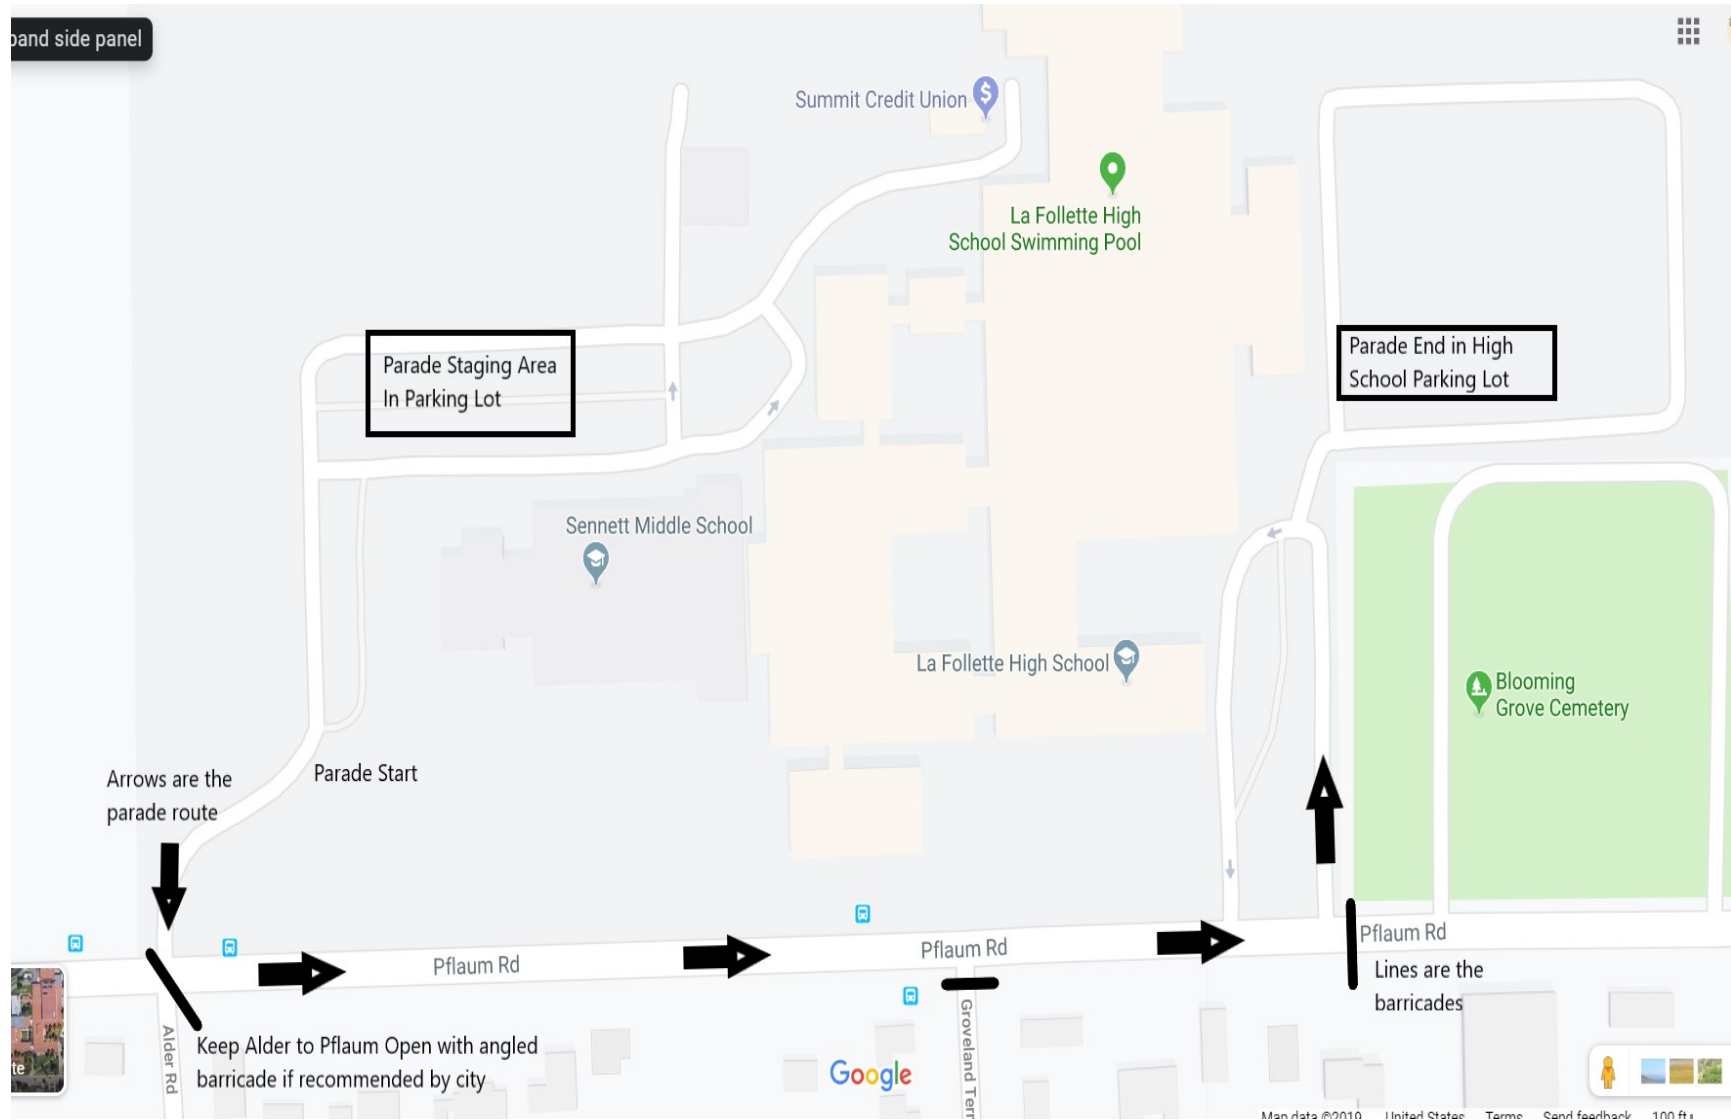 pand side panel
Summit Credit Union
$
La Follette High
School Swimming Pool
Parade Staging Area
In Parking Lot
Parade End in High
School Parking Lot
Sennett Middle School
La Follette High School
Blooming
Grove Cemetery
Arrows are the
parade route
Parade Start
Pflaum Rd
Pflaum Rd
Pflaum Rd
Lines are the
barricades
Alder Rd
Keep Alder to Pflaum Open with angled
barricade if recommended by city
Groveland Terr
te
Google
Map data ©2019 United States Terms Send feedback 100 ft